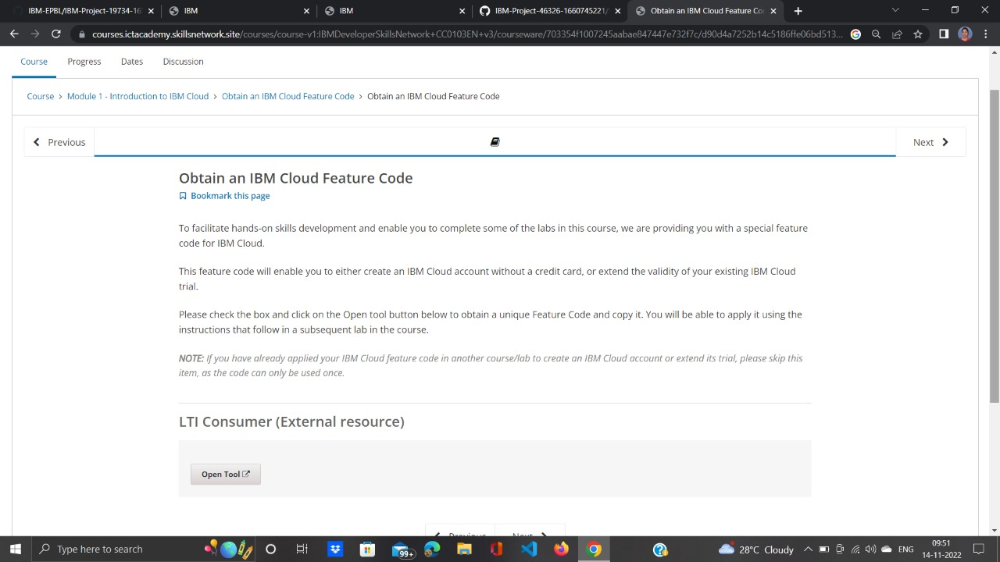 IBM-EPBL/IBM-Project-19734-16
IBM
IBM
IBM-Project-46326-1660745221/
Obtain an IBM Cloud Feature Co
courses.ictacademy.skillsnetwork.site/courses/course-v1:IBMDeveloperSkillsNetwork+CC0103EN+v3/courseware/703354f1007245aabae847447e732f7c/d90d4a7252b14c5186ffe06bd513...
Course Progress Dates Discussion
Course > Module 1 - Introduction to IBM Cloud > Obtain an IBM Cloud Feature Code > Obtain an IBM Cloud Feature Code
Previous
Next
Obtain an IBM Cloud Feature Code
Bookmark this page
To facilitate hands-on skills development and enable you to complete some of the labs in this course, we are providing you with a special feature
code for IBM Cloud.
This feature code will enable you to either create an IBM Cloud account without a credit card, or extend the validity of your existing IBM Cloud
trial.
Please check the box and click on the Open tool button below to obtain a unique Feature Code and copy it. You will be able to apply it using the
instructions that follow in a subsequent lab in the course.
NOTE: If you have already applied your IBM Cloud feature code in another course/lab to create an IBM Cloud account or extend its trial, please skip this
item, as the code can only be used once.
LTI Consumer (External resource)
Open Tool
Previous Next
Type here to search
99+
28°C Cloudy
ENG
09:51
14-11-2022